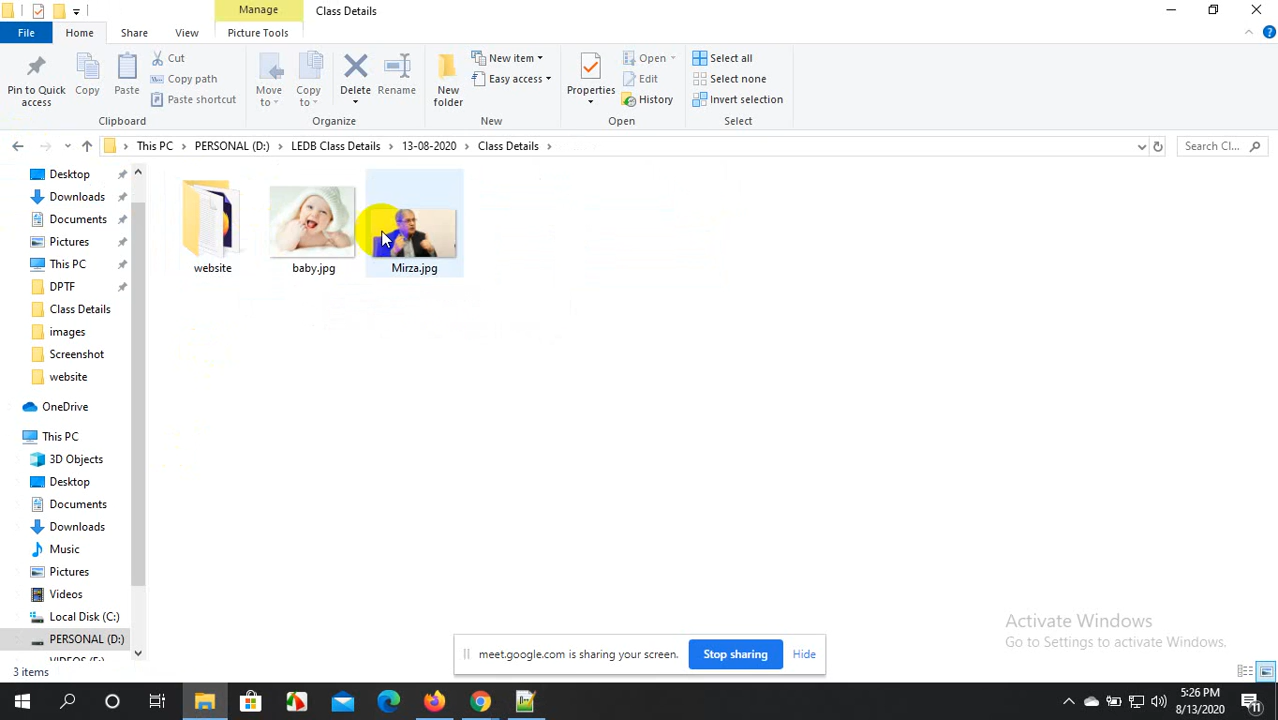 Manage
Class Details
File
Home
Share
View
Picture Tools
Pin to Quick access
Copy
Paste
Cut
Copy path
Paste shortcut
Clipboard
Move to
Copy to
Delete
Rename
Organize
New folder
New item
Easy access
New
Properties
Open
Edit
History
Open
Select all
Select none
Invert selection
Select
This PC
PERSONAL (D:)
LEDB Class Details
13-08-2020
Class Details
Search Cl...
Desktop
Downloads
Documents
Pictures
This PC
DPTF
Class Details
images
Screenshot
website
OneDrive
This PC
3D Objects
Desktop
Documents
Downloads
Music
Pictures
Videos
Local Disk (C:)
PERSONAL (D:)
VIDEOS (E:)
website
baby.jpg
Mirza.jpg
Activate Windows
Go to Settings to activate Windows.
meet.google.com is sharing your screen.
Stop sharing
Hide
3 items
5:26 PM
8/13/2020
11